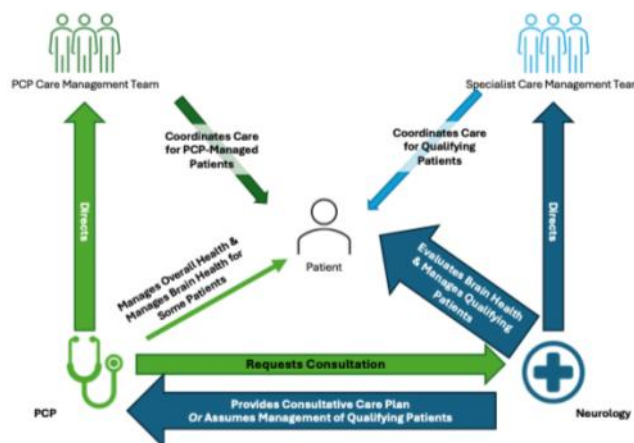 PCP Care Management Team
Specialist Care Management Team
Coordinates Care
for PCP-Managed
Patients
Coordinates Care
for Qualifying
Patients
Directs
Directs
Patient
Manages Overall Health &
Manages Brain Health for
Some Patients
Evaluates Brain Health
& Manages Qualifying
Patients
Requests Consultation
Provides Consultative Care Plan
Or Assumes Management of Qualifying Patients
PCP
Neurology